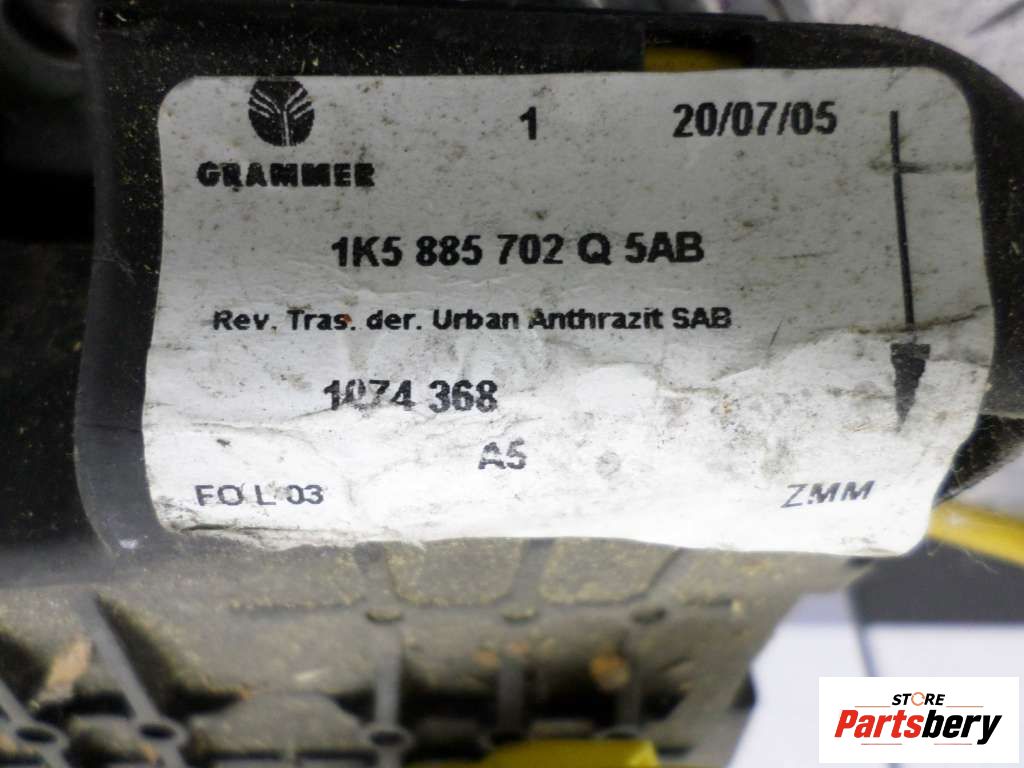 1 20/07/05
GRAMMER
1K5 885 702 Q 5AB
Rev. Tras. der. Urban Anthrazit SAB
1074 368
A5
FO L 03 ZMM
STORE
Partsbery